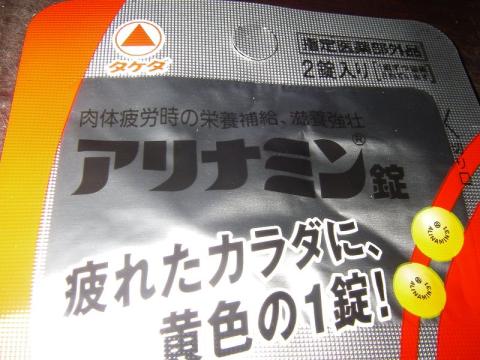 タケダ
指定医薬部外品
2錠入り
肉体疲労時の栄養補給、滋養強壮
アリナミン®錠
疲れたカラダに、
黄色の1錠!
ALINAMIN
ALINAMIN